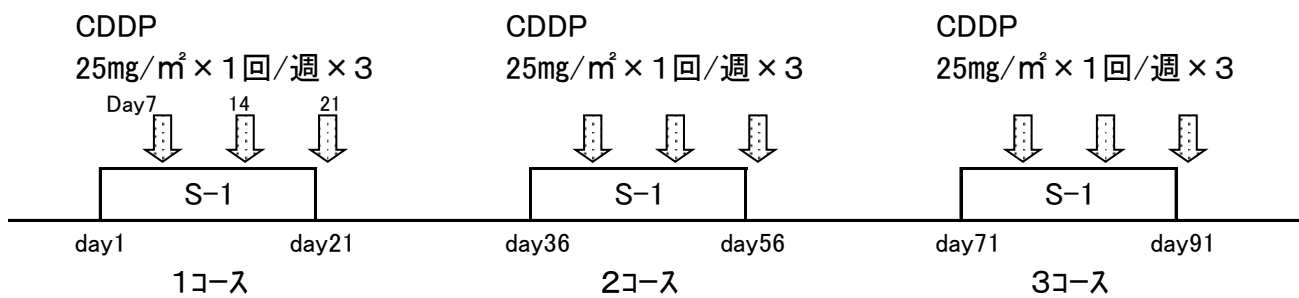 CDDP CDDP CDDP
25mg/㎡×1回/週×3 25mg/㎡×1回/週×3 25mg/㎡×1回/週×3
Day7 14 21
S-1 S-1 S-1
day1 day21 day36 day56 day71 day91
1ｺｰｽ 2ｺｰｽ 3ｺｰｽ